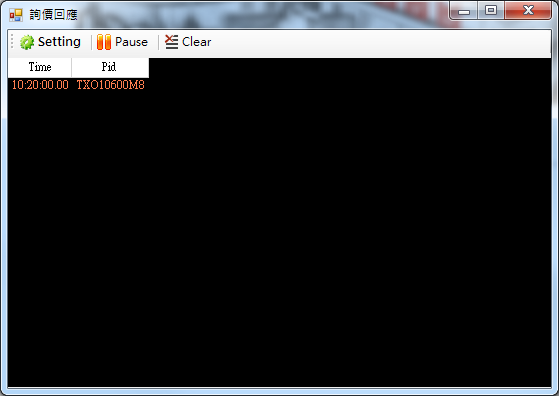 詢價回應
Setting Pause Clear
Time Pid
10:20:00.00 TXO10600M8